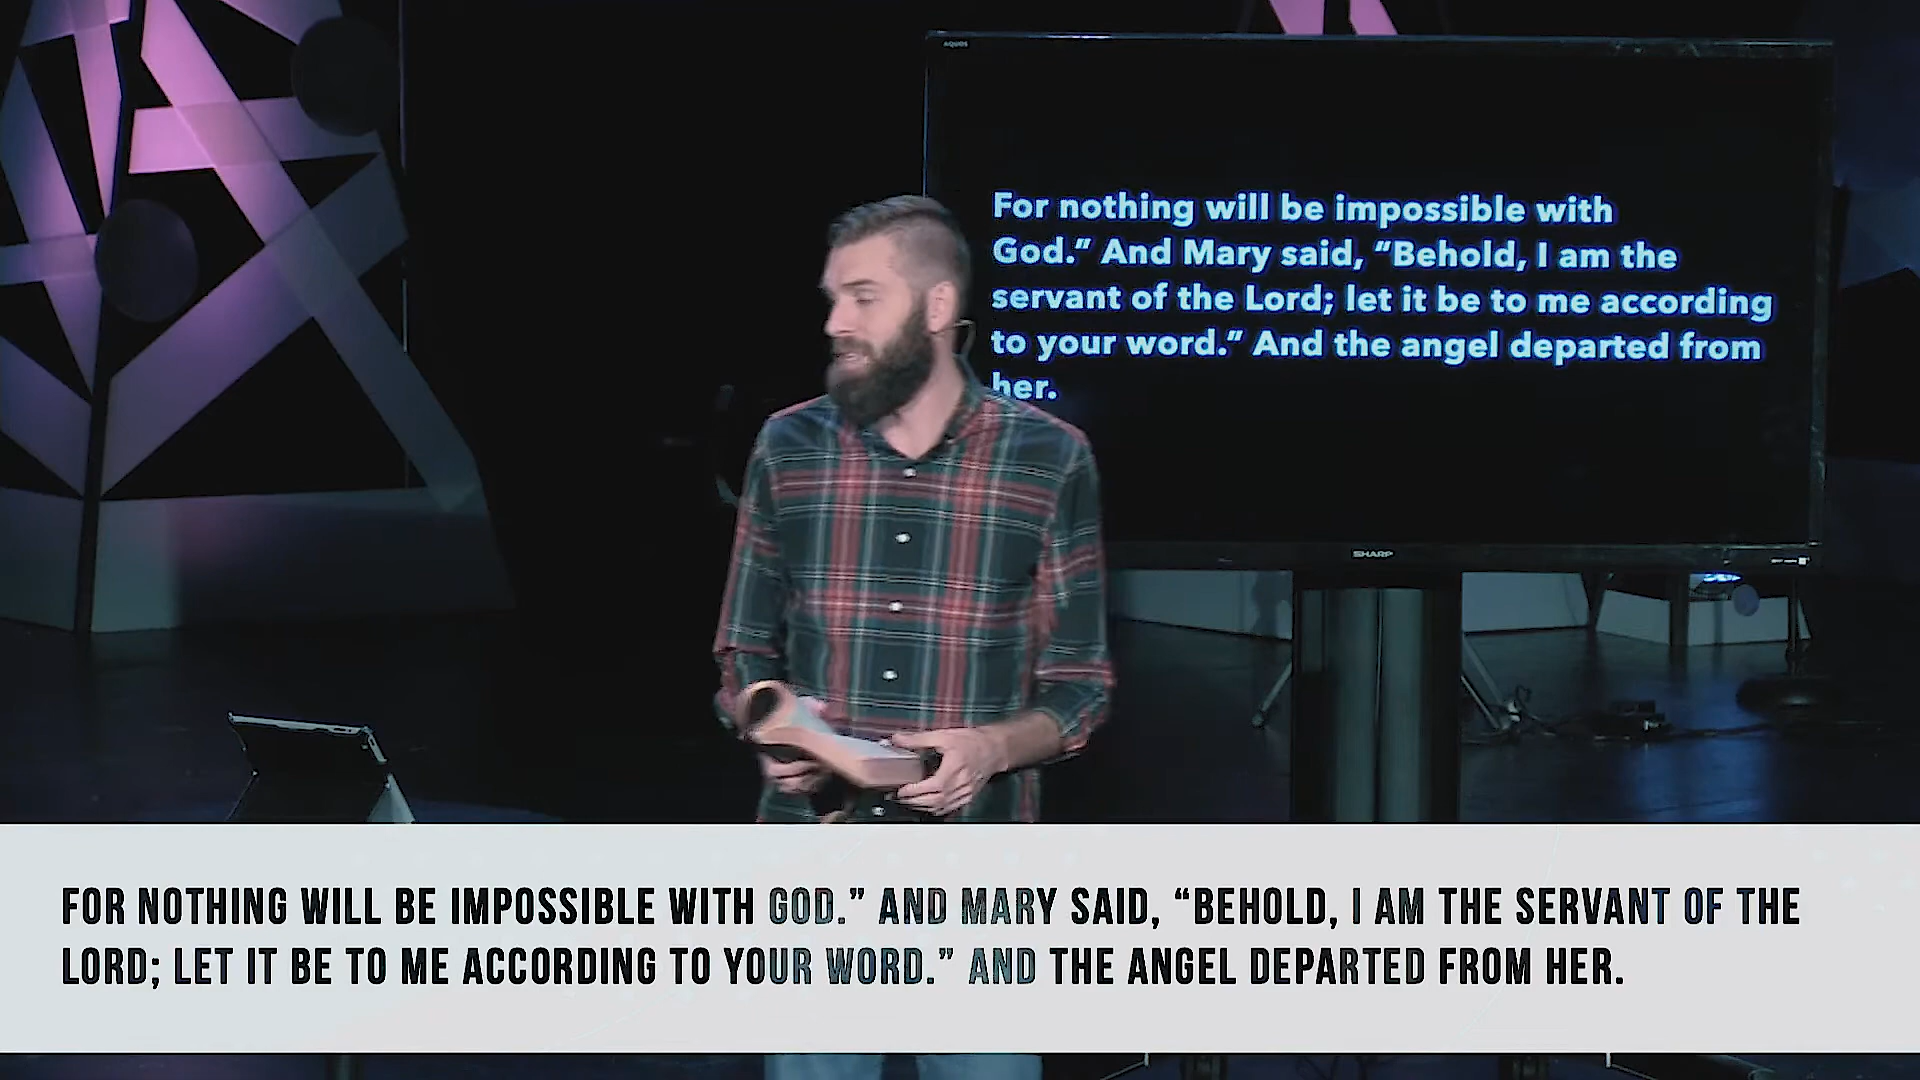 AQUOS
For nothing will be impossible with
God.” And Mary said, “Behold, I am the
servant of the Lord; let it be to me according
to your word.” And the angel departed from
her.
SHARP
FOR NOTHING WILL BE IMPOSSIBLE WITH GOD.” AND MARY SAID, “BEHOLD, I AM THE SERVANT OF THE
LORD; LET IT BE TO ME ACCORDING TO YOUR WORD.” AND THE ANGEL DEPARTED FROM HER.